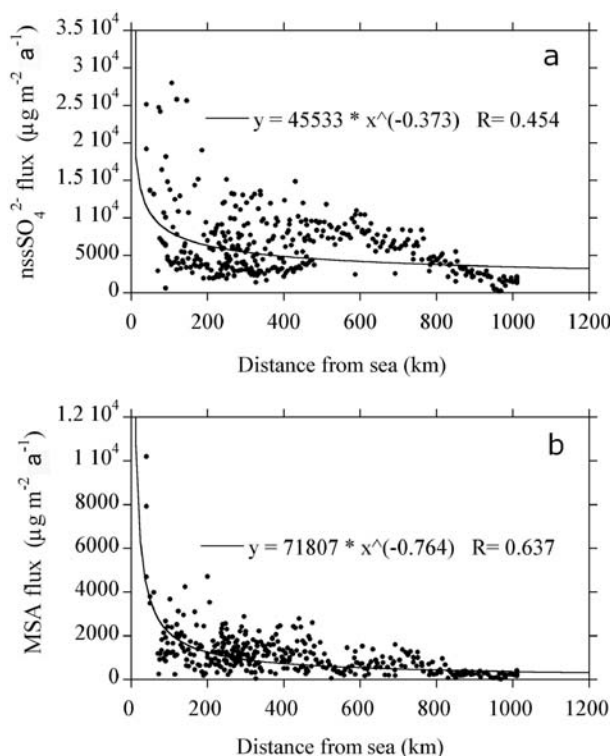 a
3.5 10⁴
3 10⁴
2.5 10⁴
2 10⁴
1.5 10⁴
1 10⁴
5000
0
nssSO₄²⁻ flux (µg m⁻² a⁻¹)
y = 45533 * x^(-0.373) R= 0.454
0 200 400 600 800 1000 1200
Distance from sea (km)
b
1.2 10⁴
1 10⁴
8000
6000
4000
2000
0
MSA flux (µg m⁻² a⁻¹)
y = 71807 * x^(-0.764) R= 0.637
0 200 400 600 800 1000 1200
Distance from sea (km)